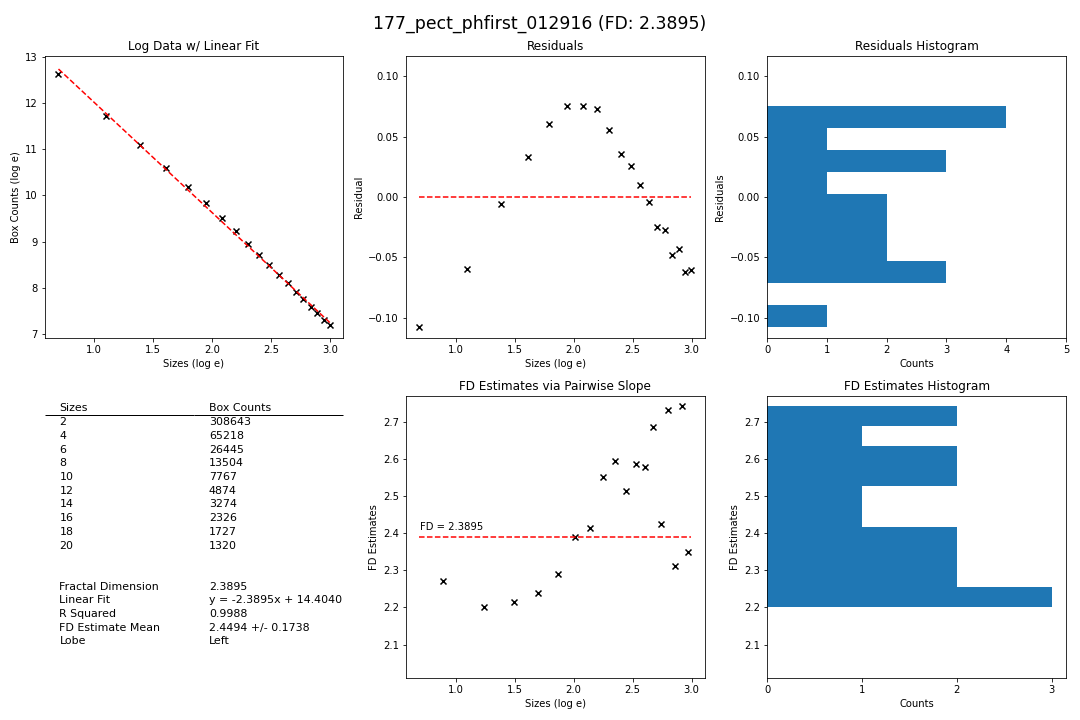 177_pect_phfirst_012916 (FD: 2.3895)
Log Data w/ Linear Fit
Box Counts (log e)
13
12
11
10
9
8
7
1.0 1.5 2.0 2.5 3.0
Sizes (log e)
Residuals
Residual
0.10
0.05
0.00
−0.05
−0.10
1.0 1.5 2.0 2.5 3.0
Sizes (log e)
Residuals Histogram
Residuals
0.10
0.05
0.00
−0.05
−0.10
0 1 2 3 4 5
Counts
Sizes Box Counts
2 308643
4 65218
6 26445
8 13504
10 7767
12 4874
14 3274
16 2326
18 1727
20 1320
Fractal Dimension 2.3895
Linear Fit y = -2.3895x + 14.4040
R Squared 0.9988
FD Estimate Mean 2.4494 +/- 0.1738
Lobe Left
FD Estimates via Pairwise Slope
FD Estimates
2.7
2.6
2.5
2.4
2.3
2.2
2.1
FD = 2.3895
1.0 1.5 2.0 2.5 3.0
Sizes (log e)
FD Estimates Histogram
FD Estimates
2.7
2.6
2.5
2.4
2.3
2.2
2.1
0 1 2 3
Counts